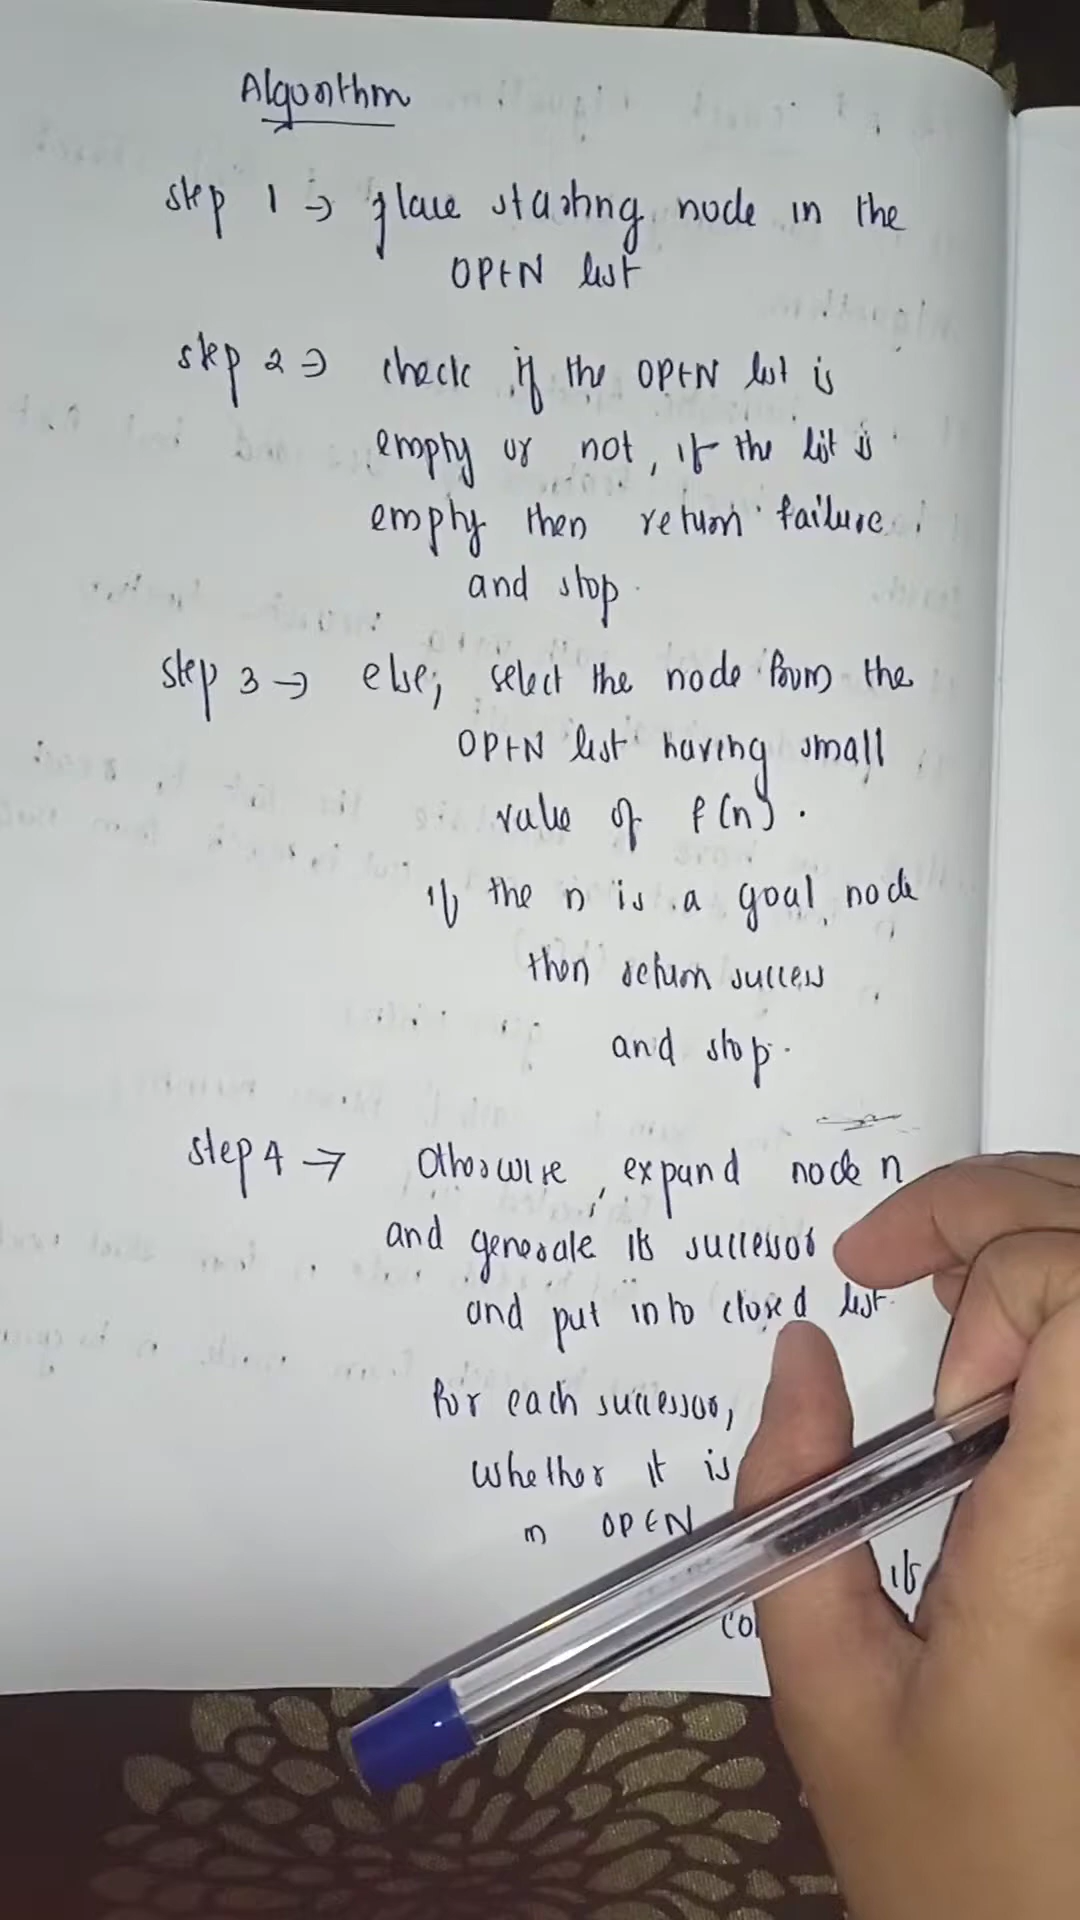 Algorithm
step 1 → place starting node in the
OPEN list
step 2 → check if the OPEN list is
empty or not, if the list is
empty then return failure
and stop.
step 3 → else, select the node from the
OPEN list having small
value of f(n).
if the n is a goal node
then return success
and stop.
step 4 → Otherwise, expand node n
and generate its successor
and put into closed list.
For each successor,
whether it is
in OPEN